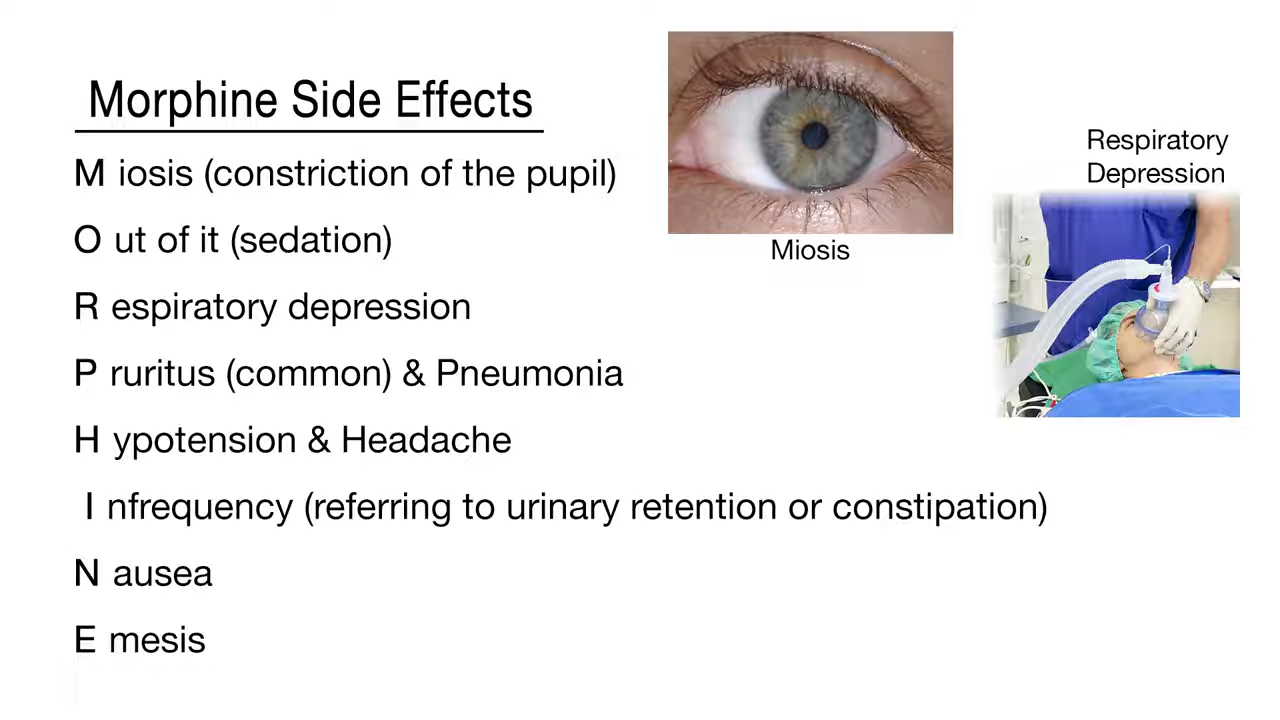 Morphine Side Effects
M iosis (constriction of the pupil)
O ut of it (sedation)
R espiratory depression
P ruritus (common) & Pneumonia
H ypotension & Headache
I nfrequency (referring to urinary retention or constipation)
N ausea
E mesis
Miosis
Respiratory
Depression